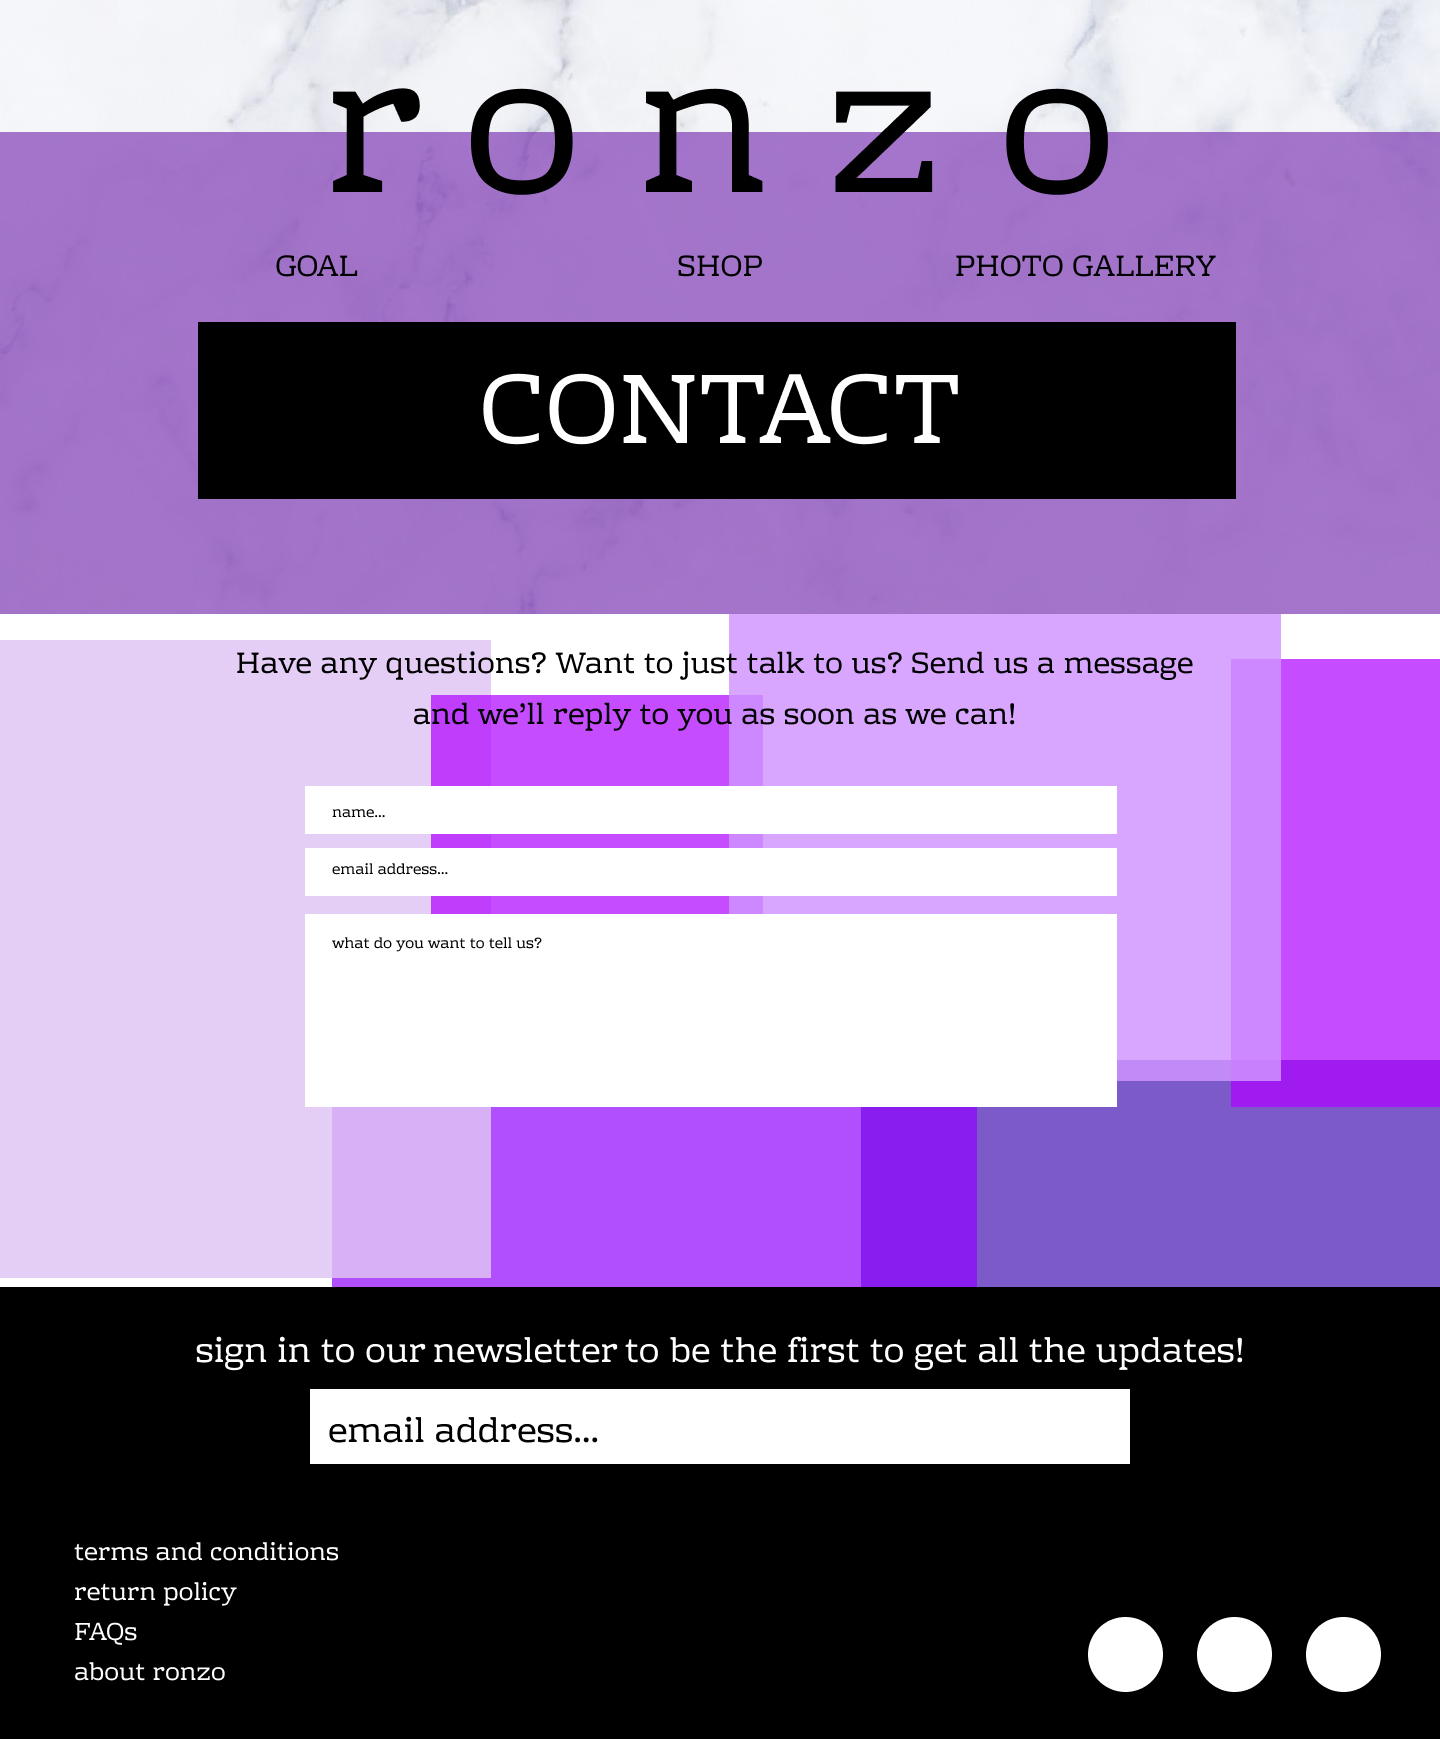 ronzo
GOAL SHOP PHOTO GALLERY
CONTACT
Have any questions? Want to just talk to us? Send us a message
and we’ll reply to you as soon as we can!
name...
email address...
what do you want to tell us?
sign in to our newsletter to be the first to get all the updates!
email address...
terms and conditions
return policy
FAQs
about ronzo